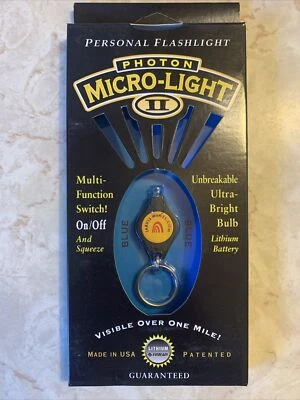 PERSONAL FLASHLIGHT
PHOTON
MICRO-LIGHT
II
Multi-
Function
Switch!
On/Off
And
Squeeze
Unbreakable
Ultra-
Bright
Bulb
Lithium
Battery
BLUE
BLUE
VISIBLE OVER ONE MILE!
MADE IN USA
LITHIUM
PATENTED
GUARANTEED